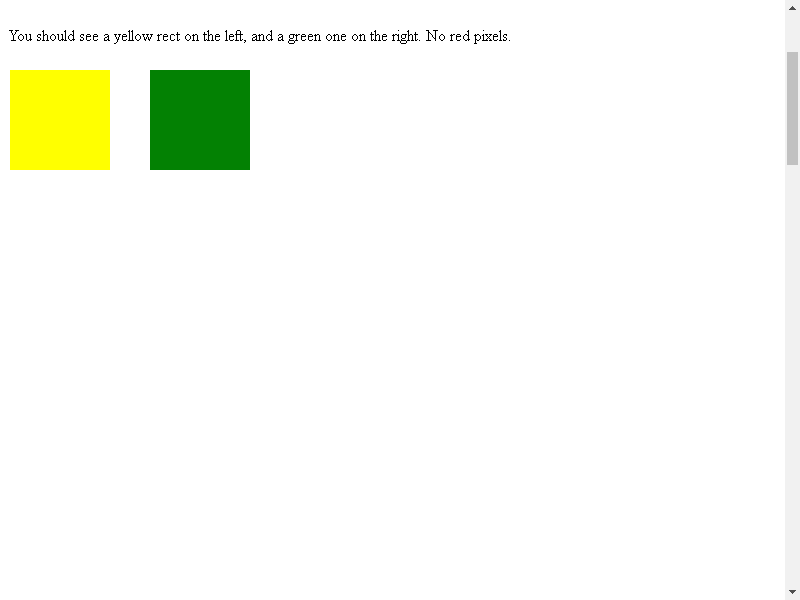 You should see a yellow rect on the left, and a green one on the right. No red pixels.